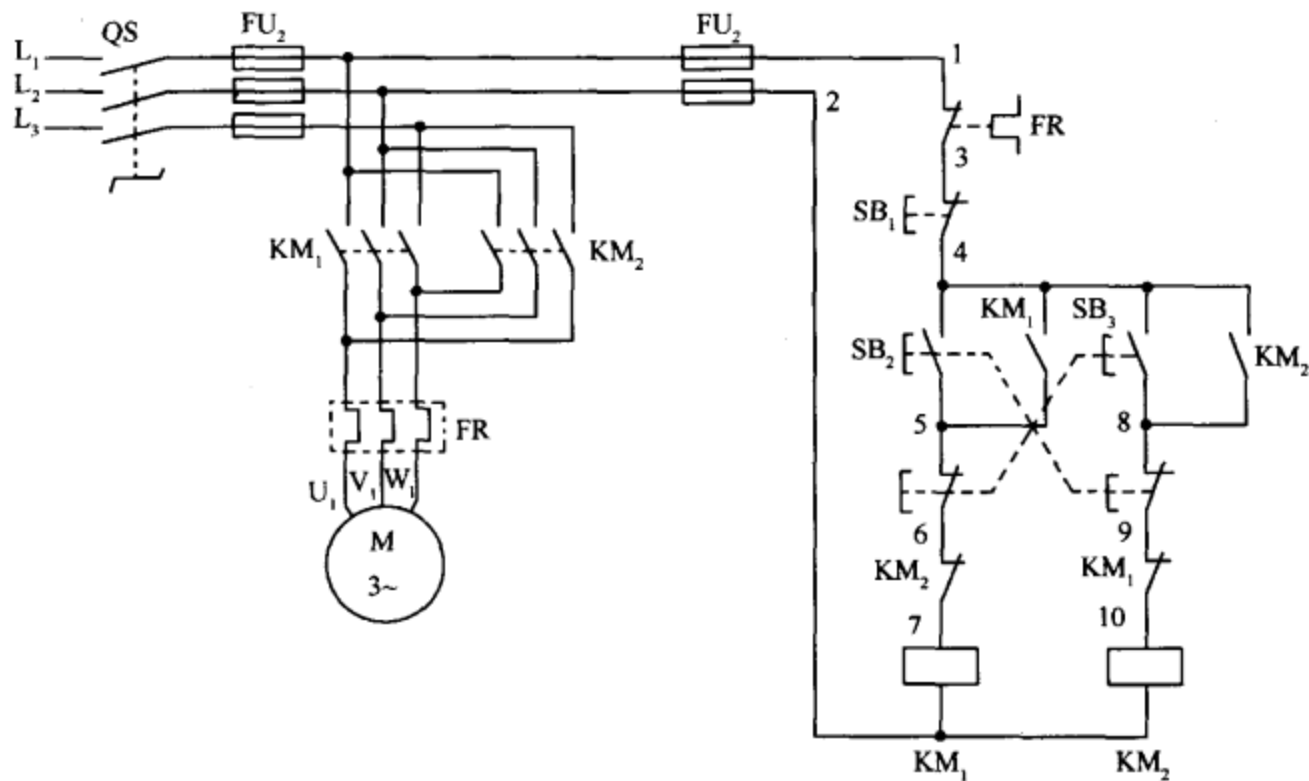 QS
FU₂
FU₂
L₁
L₂
L₃
1
2
FR
3
SB₁
4
KM₁
KM₂
KM₁
SB₃
SB₂
KM₂
5
8
FR
U₁
V₁
W₁
6
9
M
3~
KM₂
KM₁
7
10
KM₁
KM₂